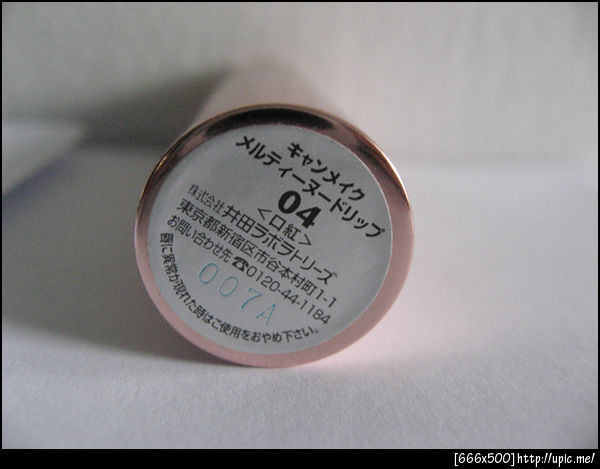 キャンメイク
メルティーヌードリップ
04
<口紅>
株式会社 井田ラボラトリーズ
東京都新宿区市谷本村町1-1
お問い合わせ先☎0120-44-1184
唇に異常が現れた時はご使用をおやめ下さい。
007A
[666x500]http://upic.me/